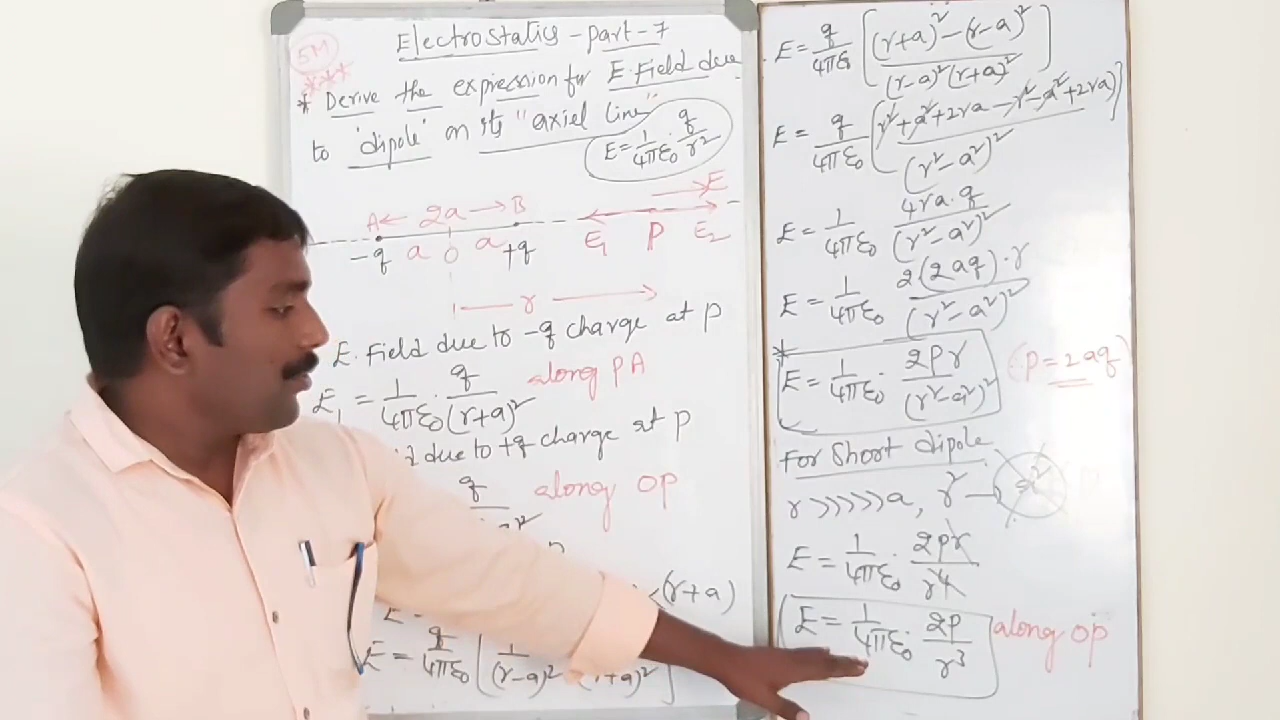 Electrostatics - part - 7
5M
***
* Derive the expression for E.Field due
to 'dipole' on its "axial line"
E = 1/4πε₀ · q/r²
A ← 2a → B E
-q a O a +q E₁ P E₂
r
E. Field due to -q charge at p
E₁ = 1/4πε₀ · q/(r+a)² along PA
due to +q charge at p
q along op
<(r+a)
E =
E = q/4πε₀ [1/(r-a)² (r+a)²]
E = q/4πε₀ [(r+a)² - (r-a)² / (r-a)²(r+a)²]
E = q/4πε₀ (r² + a² + 2ra - r² - a² + 2ra) / (r² - a²)²
E = 1/4πε₀ 4ra.q/(r² - a²)²
E = 1/4πε₀ 2(2aq)·r/(r² - a²)²
* E = 1/4πε₀ · 2pr/(r² - a²)² (p = 2aq)
For Short dipole
r >>>>> a, r² - a²
E = 1/4πε₀ · 2pr/r⁴
E = 1/4πε₀ · 2p/r³ along op